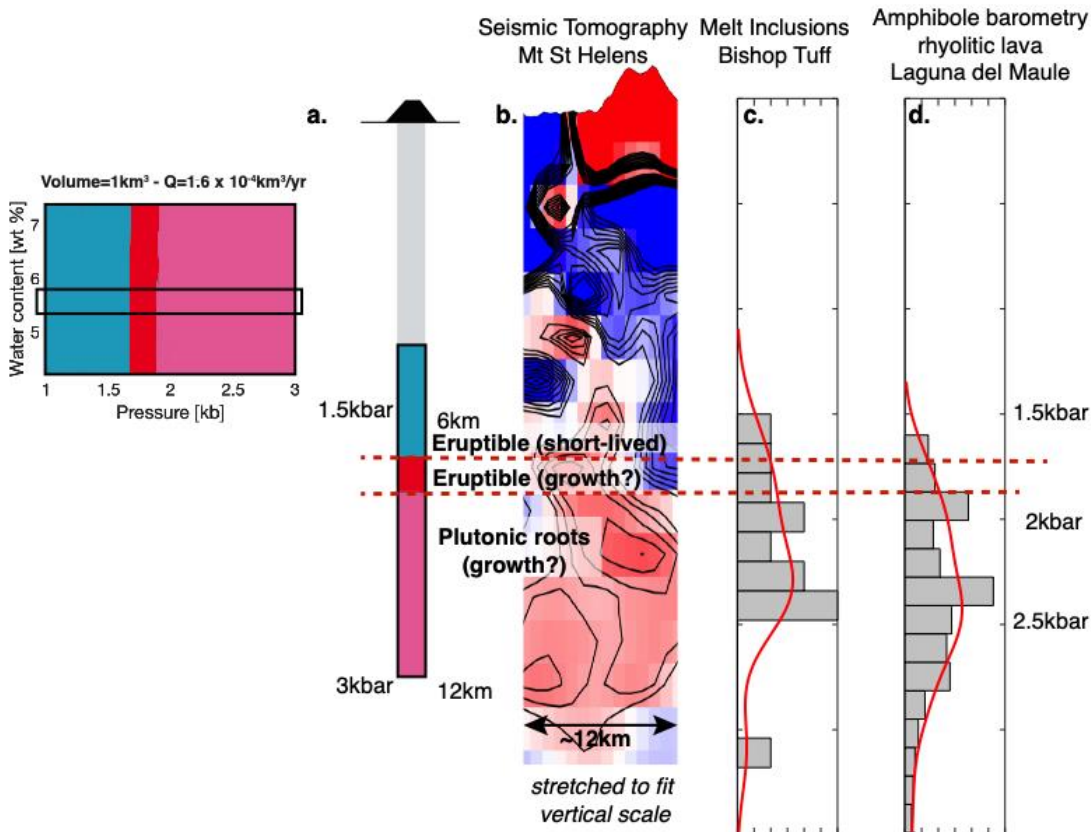 Seismic Tomography
Mt St Helens
Melt Inclusions
Bishop Tuff
Amphibole barometry
rhyolitic lava
Laguna del Maule
a.
b.
c.
d.
Volume=1km³ - Q=1.6 x 10⁻⁴km³/yr
Water content [wt %]
7
6
5
1 1.5 2 2.5 3
Pressure [kb]
1.5kbar
6km
Eruptible (short-lived)
Eruptible (growth?)
Plutonic roots
(growth?)
3kbar
12km
~12km
stretched to fit
vertical scale
1.5kbar
2kbar
2.5kbar